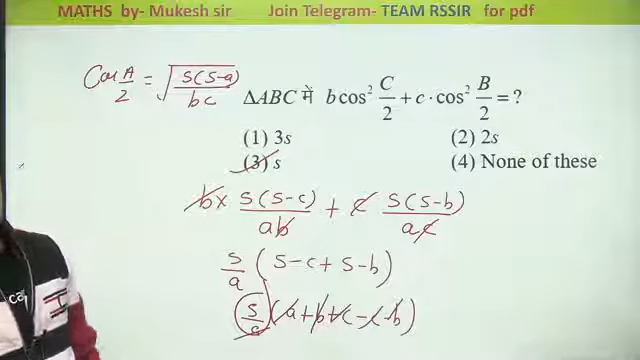 MATHS by- Mukesh sir Join Telegram- TEAM RSSIR for pdf
Cos A/2 = √(s(s-a)/bc)
ΔABC में b cos² C/2 + c · cos² B/2 = ?
(1) 3s (2) 2s
(3) s (4) None of these
b × s(s-c)/ab + c s(s-b)/ac
s/a (s-c+s-b)
(a+b+c-c-b)